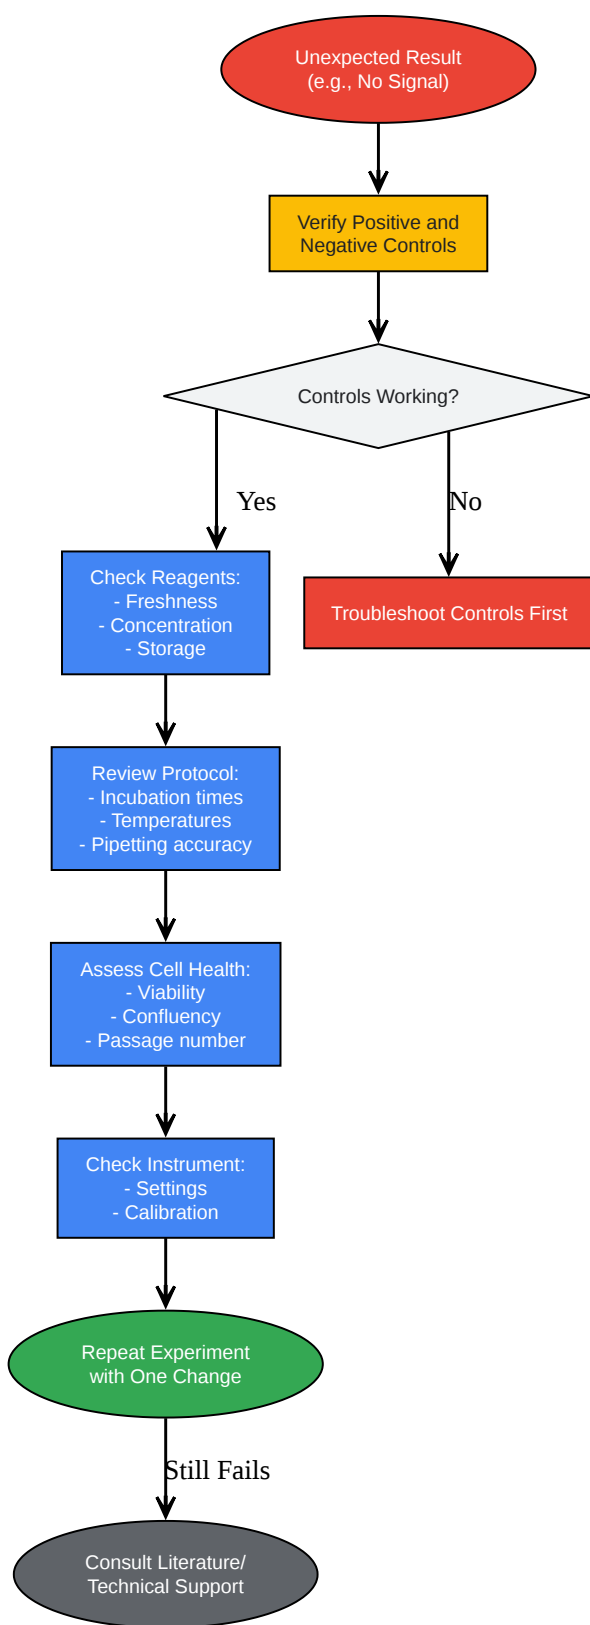 Unexpected Result
(e.g., No Signal)
Verify Positive and
Negative Controls
Controls Working?
Yes
No
Check Reagents:
- Freshness
- Concentration
- Storage
Troubleshoot Controls First
Review Protocol:
- Incubation times
- Temperatures
- Pipetting accuracy
Assess Cell Health:
- Viability
- Confluency
- Passage number
Check Instrument:
- Settings
- Calibration
Repeat Experiment
with One Change
Still Fails
Consult Literature/
Technical Support